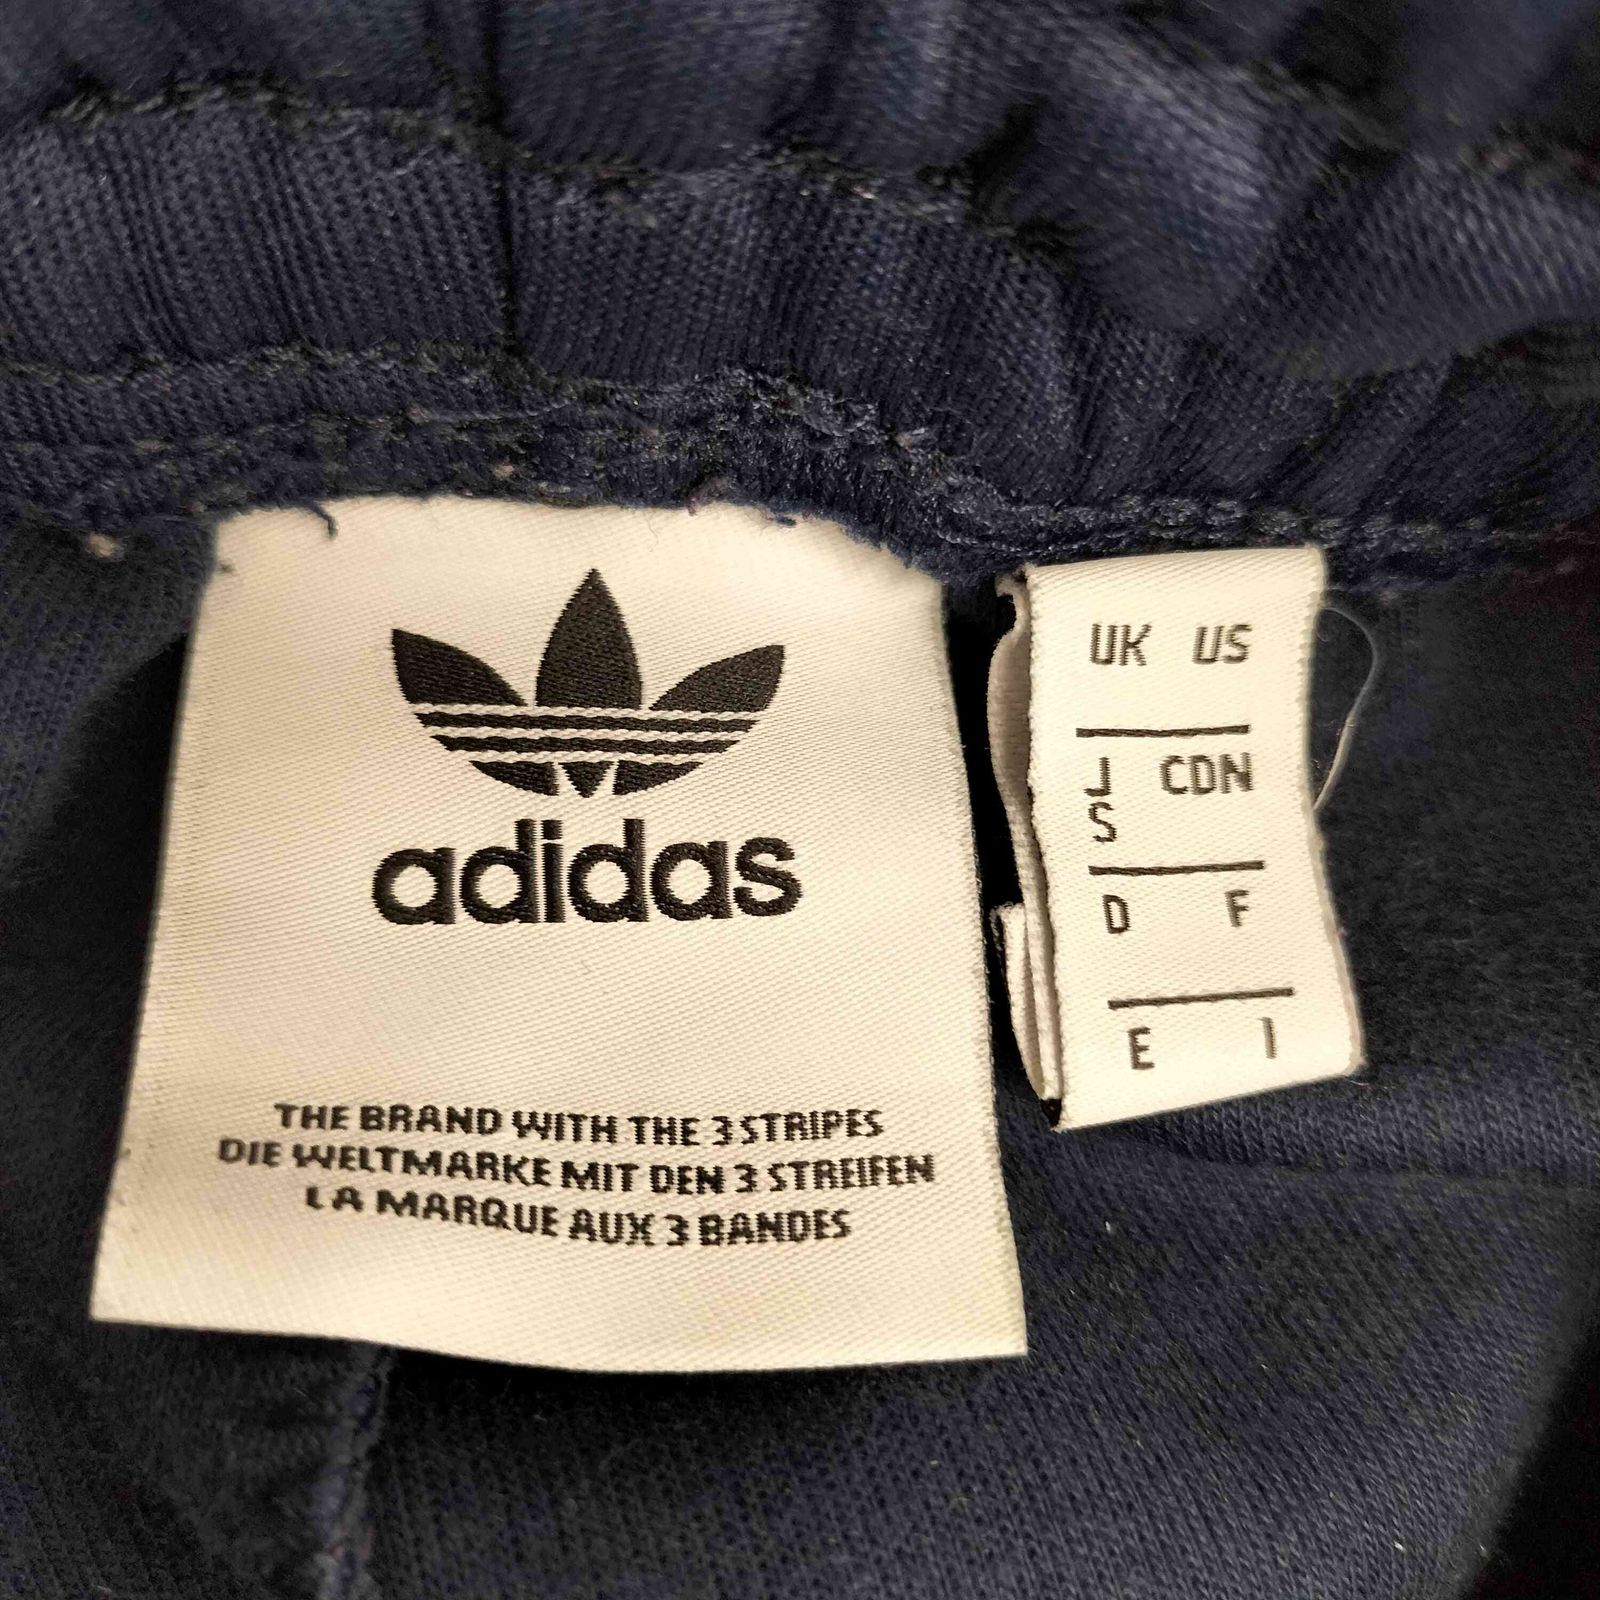 adidas
THE BRAND WITH THE 3 STRIPES
DIE WELTMARKE MIT DEN 3 STREIFEN
LA MARQUE AUX 3 BANDES
UK US
J CDN
S
D F
E I